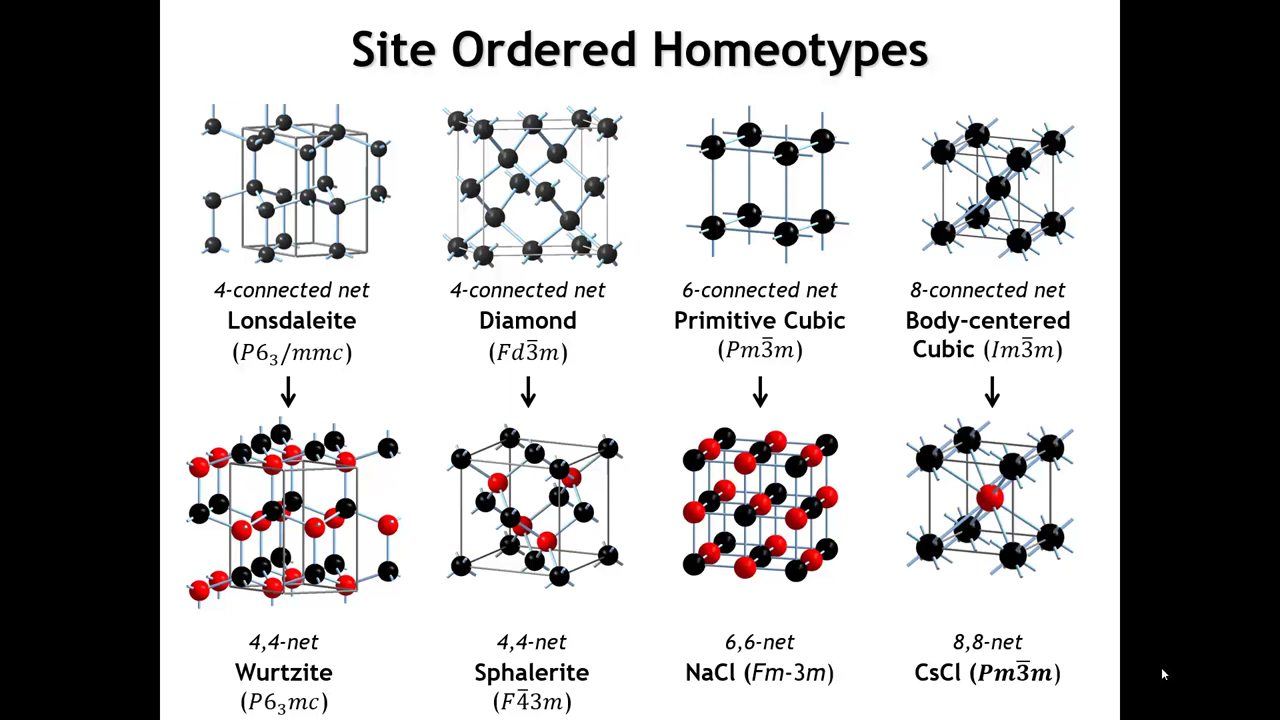 Site Ordered Homeotypes
4-connected net
Lonsdaleite
(P6₃/mmc)
4-connected net
Diamond
(Fd3̅m)
6-connected net
Primitive Cubic
(Pm3̅m)
8-connected net
Body-centered
Cubic (Im3̅m)
4,4-net
Wurtzite
(P6₃mc)
4,4-net
Sphalerite
(F4̅3m)
6,6-net
NaCl (Fm-3m)
8,8-net
CsCl (Pm3̅m)